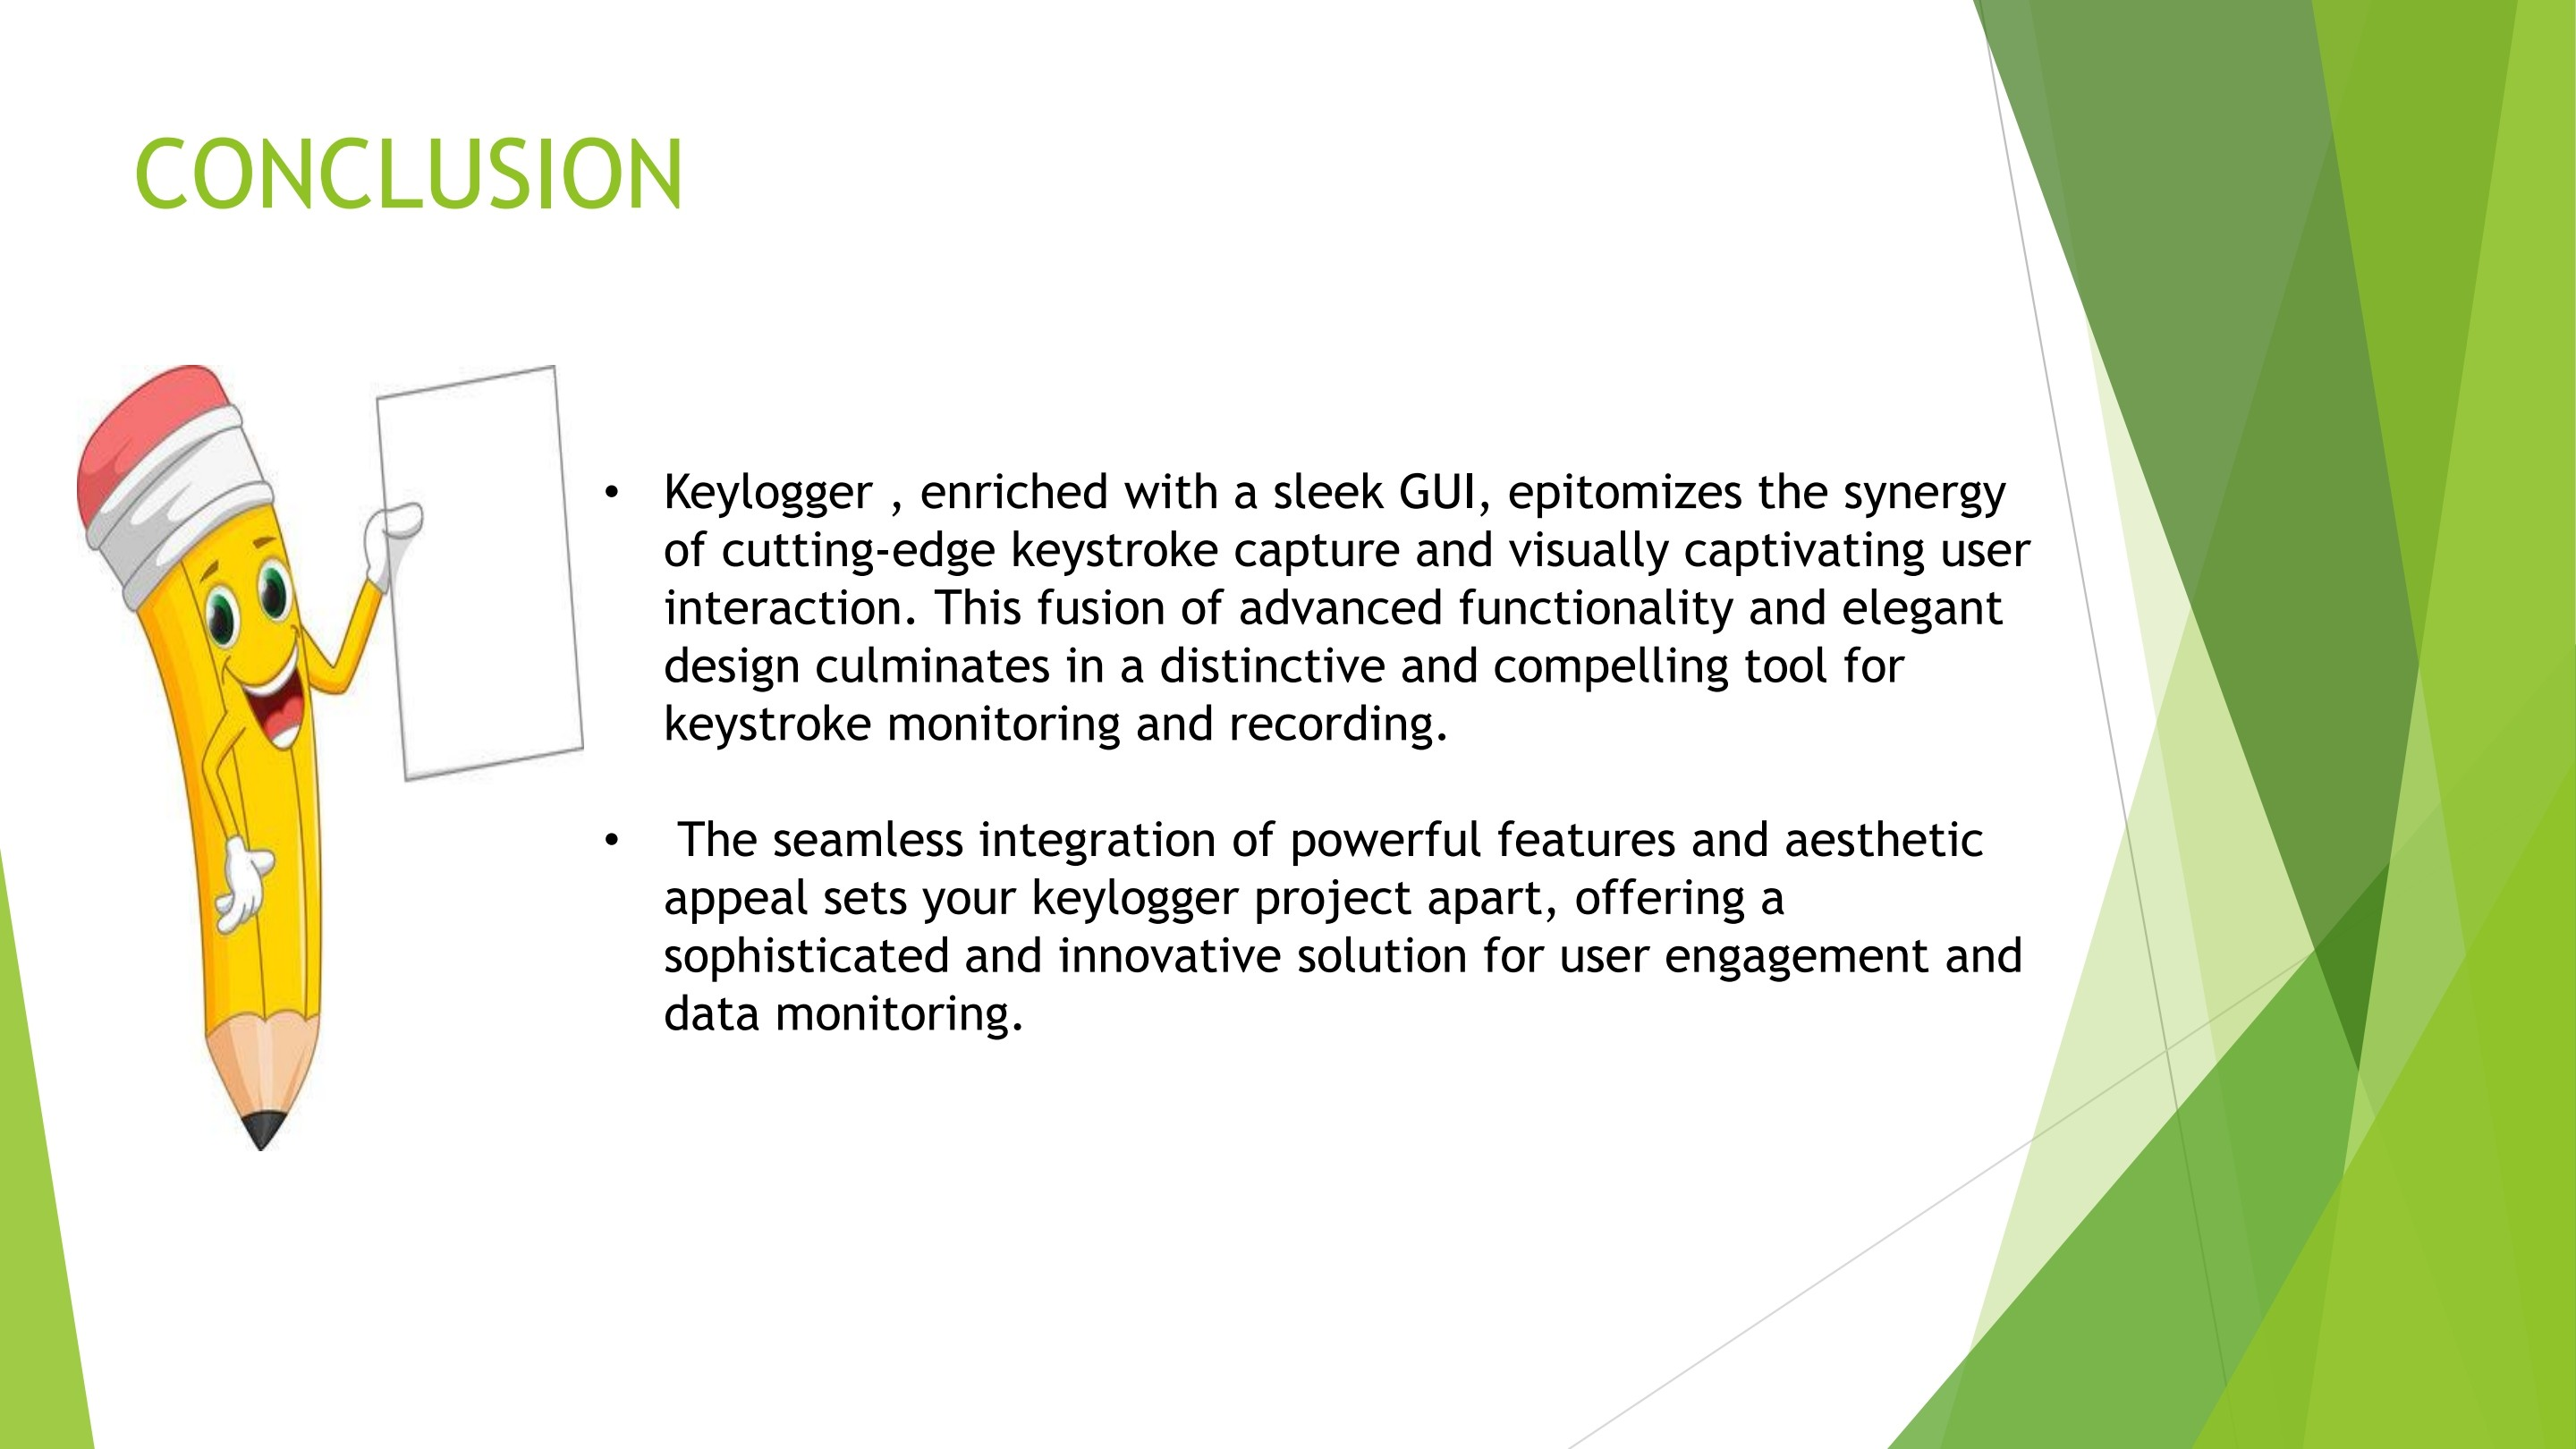 CONCLUSION
• Keylogger , enriched with a sleek GUI, epitomizes the synergy
of cutting-edge keystroke capture and visually captivating user
interaction. This fusion of advanced functionality and elegant
design culminates in a distinctive and compelling tool for
keystroke monitoring and recording.
• The seamless integration of powerful features and aesthetic
appeal sets your keylogger project apart, offering a
sophisticated and innovative solution for user engagement and
data monitoring.